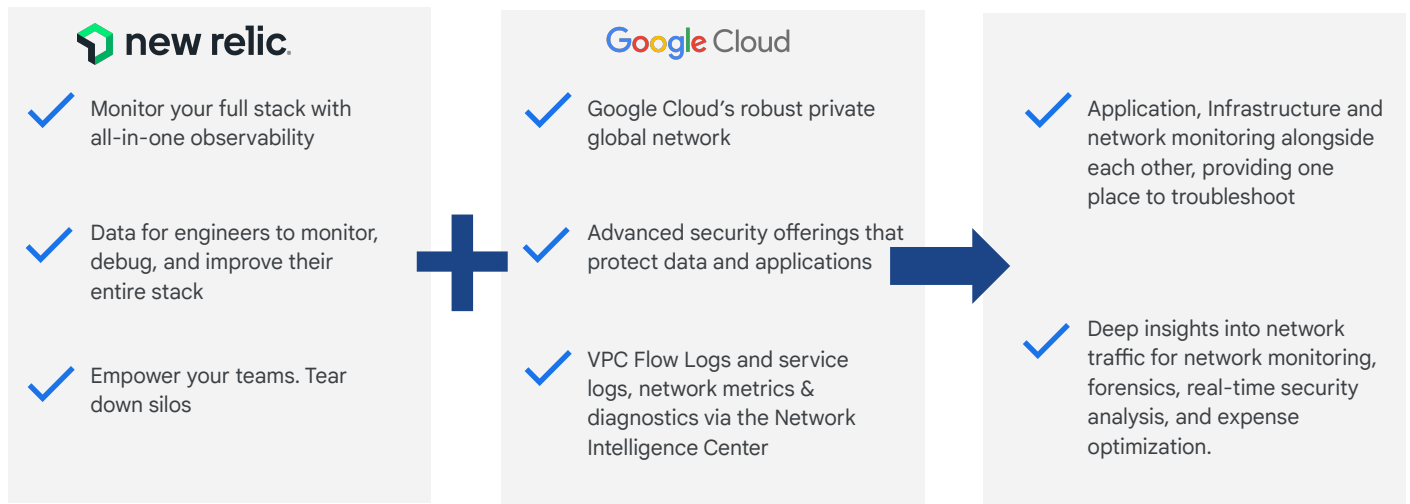 new relic.
Monitor your full stack with
all-in-one observability
Data for engineers to monitor,
debug, and improve their
entire stack
Empower your teams. Tear
down silos
Google Cloud
Google Cloud's robust private
global network
Advanced security offerings that
protect data and applications
VPC Flow Logs and service
logs, network metrics &
diagnostics via the Network
Intelligence Center
Application, Infrastructure and
network monitoring alongside
each other, providing one
place to troubleshoot
Deep insights into network
traffic for network monitoring,
forensics, real-time security
analysis, and expense
optimization.